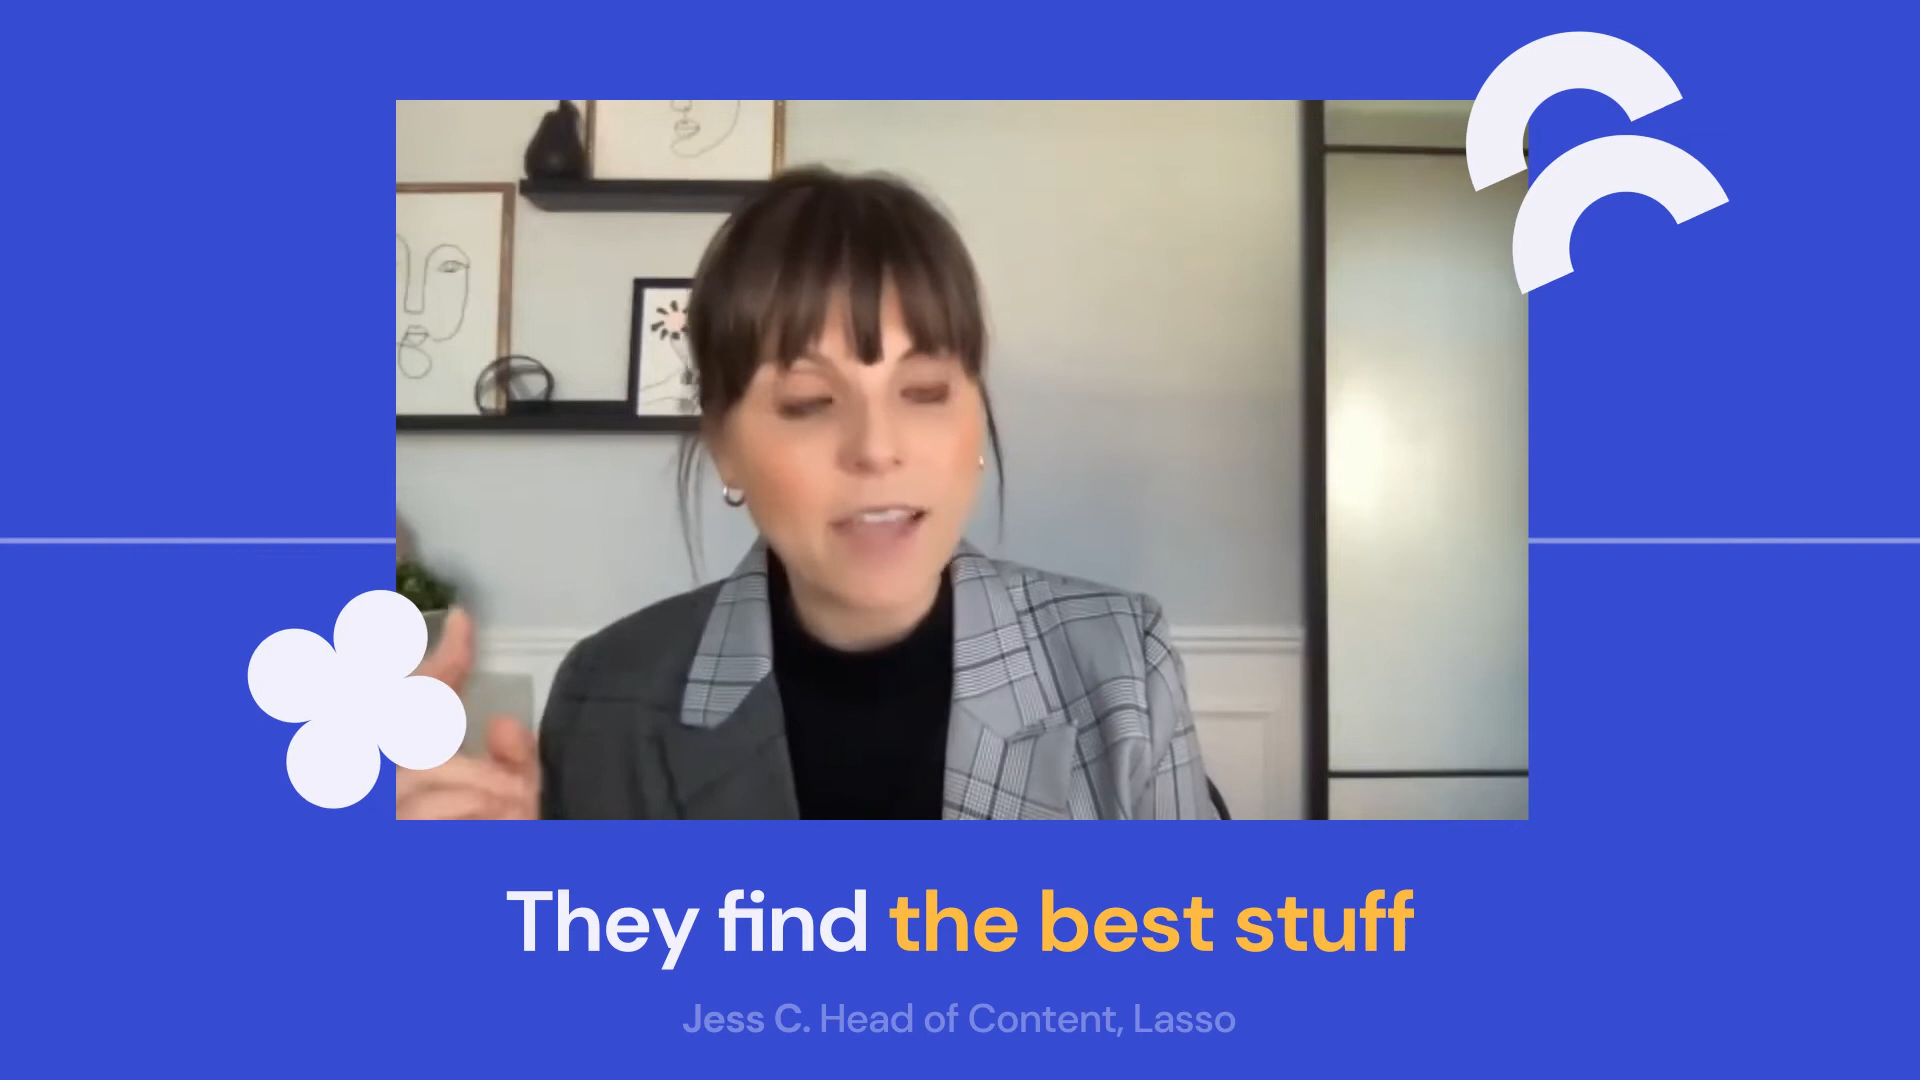 They find the best stuff
Jess C. Head of Content, Lasso